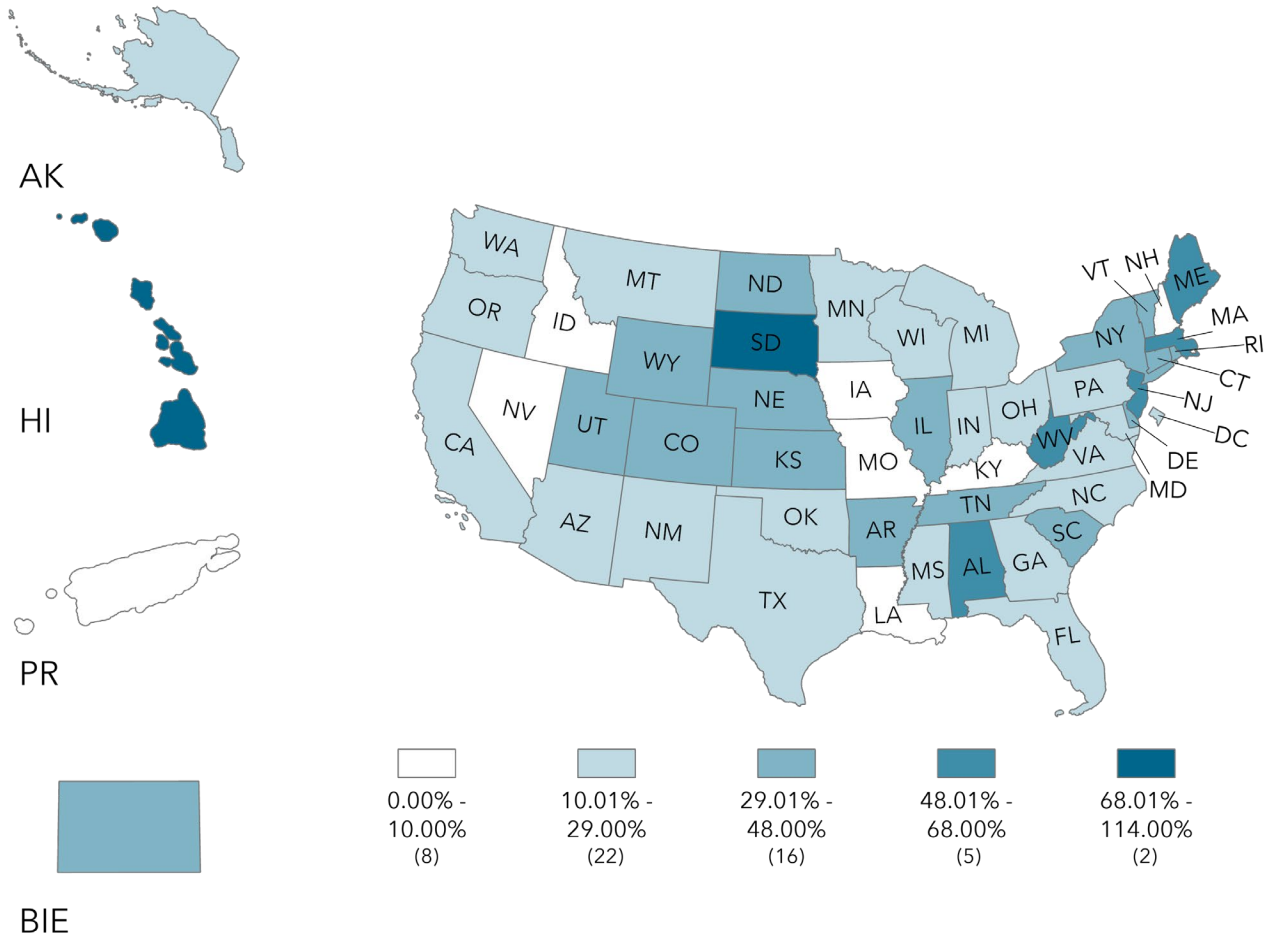 AK
HI
PR
BIE
WA
OR
CA
ID
NV
MT
WY
UT
CO
AZ
NM
ND
SD
NE
KS
OK
TX
MN
IA
MO
AR
LA
WI
IL
MI
IN
OH
KY
TN
MS
AL
GA
FL
SC
NC
VA
WV
PA
NY
VT
NH
ME
MA
RI
CT
NJ
DC
DE
MD
0.00% -
10.00%
(8)
10.01% -
29.00%
(22)
29.01% -
48.00%
(16)
48.01% -
68.00%
(5)
68.01% -
114.00%
(2)